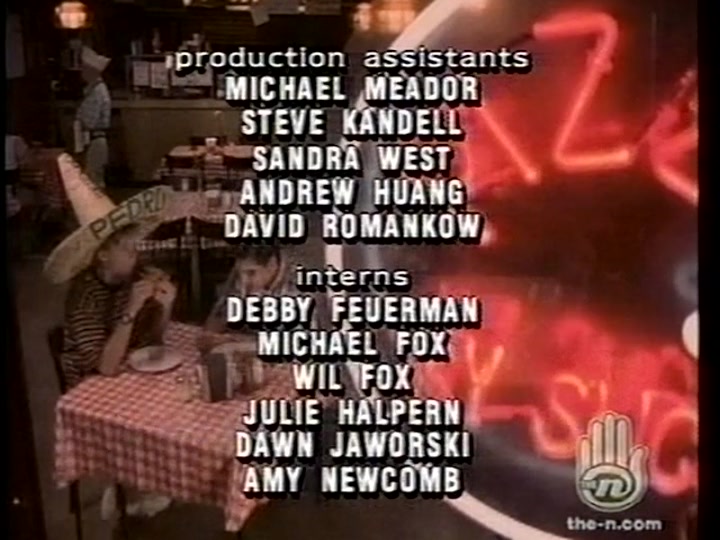 production assistants
MICHAEL MEADOR
STEVE KANDELL
SANDRA WEST
ANDREW HUANG
DAVID ROMANKOW
PEDRO
interns
DEBBY FEUERMAN
MICHAEL FOX
WIL FOX
JULIE HALPERN
DAWN JAWORSKI
AMY NEWCOMB
THE n
the-n.com